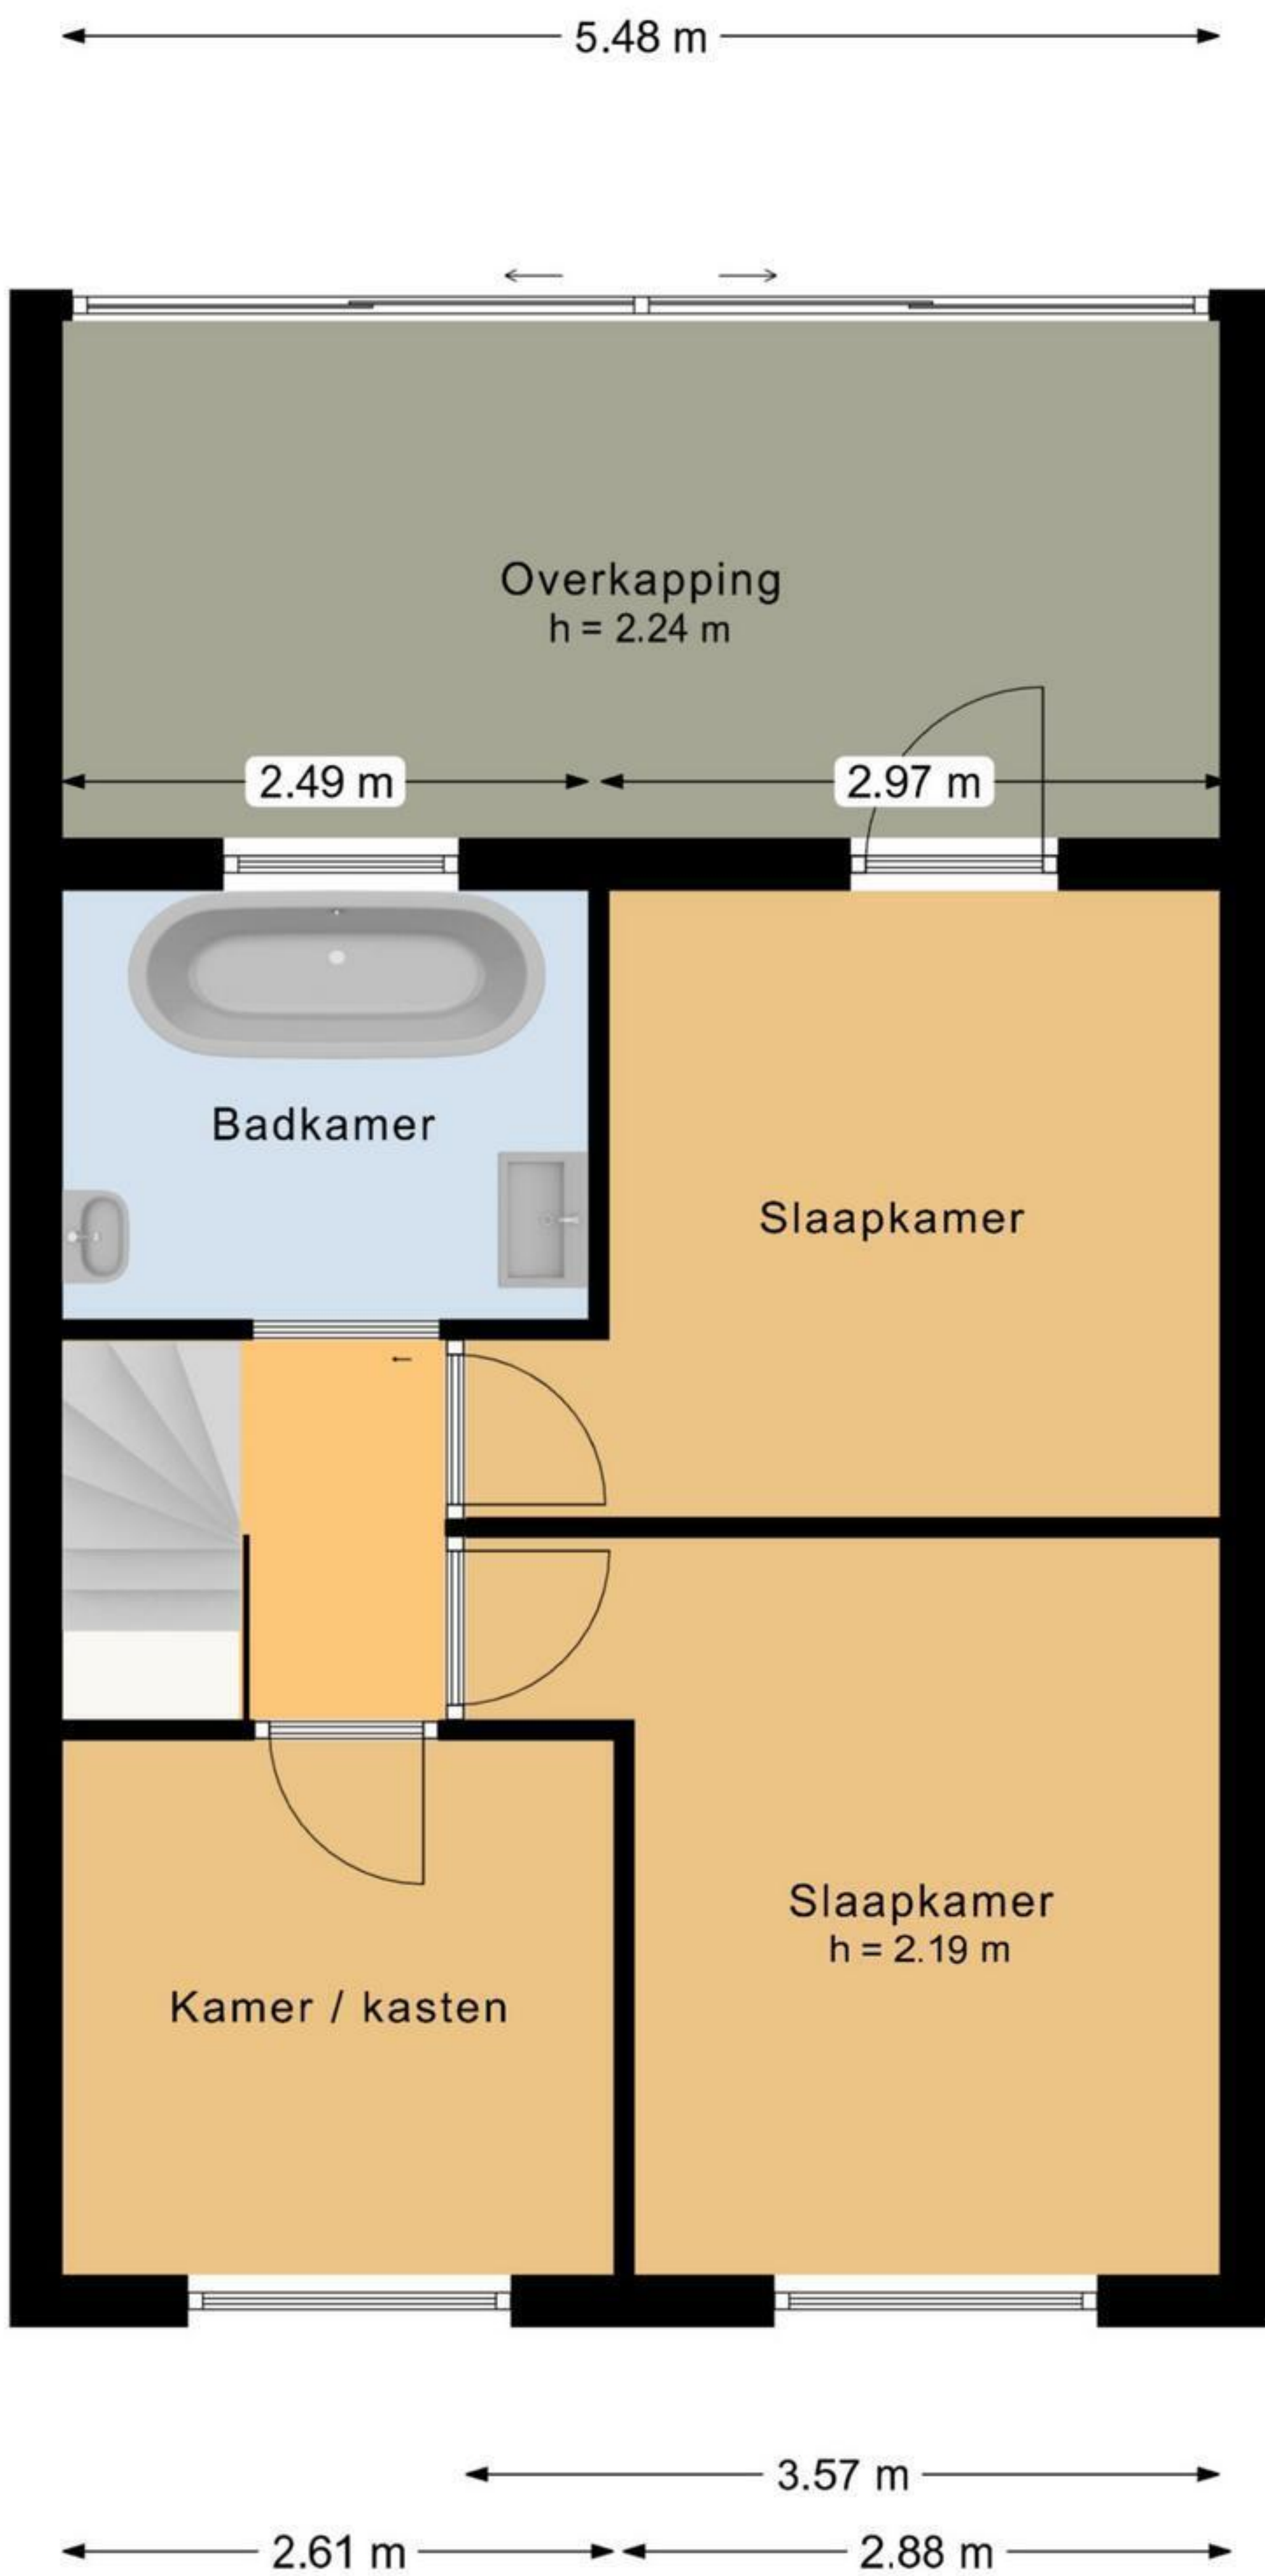 5.48 m
Overkapping
h = 2.24 m
2.49 m
2.97 m
Badkamer
Slaapkamer
Slaapkamer
h = 2.19 m
Kamer / kasten
3.57 m
2.61 m
2.88 m